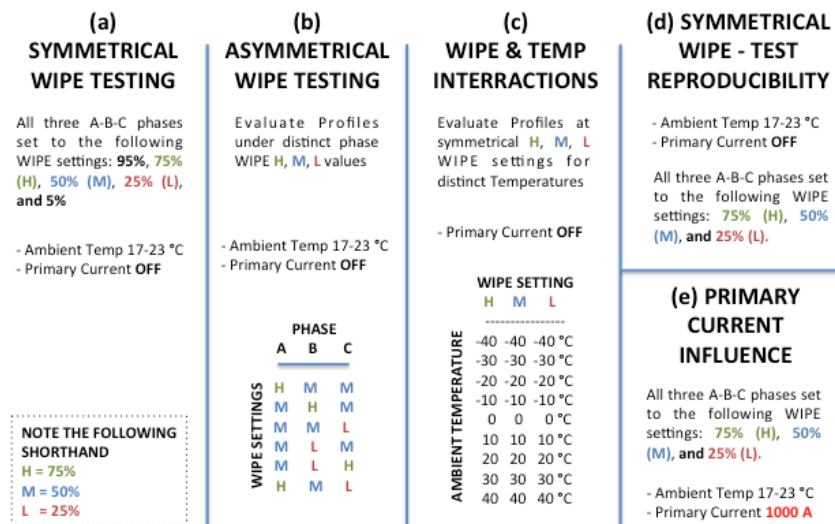 (a)
SYMMETRICAL
WIPE TESTING
All three A-B-C phases
set to the following
WIPE settings: 95%, 75%
(H), 50% (M), 25% (L),
and 5%
- Ambient Temp 17-23 °C
- Primary Current OFF
NOTE THE FOLLOWING
SHORTHAND
H = 75%
M = 50%
L = 25%
(b)
ASYMMETRICAL
WIPE TESTING
Evaluate Profiles
under distinct phase
WIPE H, M, L values
- Ambient Temp 17-23 °C
- Primary Current OFF
PHASE
A B C
WIPE SETTINGS
H M M
M H M
M M L
M L M
M L H
H M L
(c)
WIPE & TEMP
INTERRACTIONS
Evaluate Profiles at
symmetrical H, M, L
WIPE settings for
distinct Temperatures
- Primary Current OFF
WIPE SETTING
H M L
----------------
AMBIENT TEMPERATURE
-40 -40 -40 °C
-30 -30 -30 °C
-20 -20 -20 °C
-10 -10 -10 °C
0 0 0 °C
10 10 10 °C
20 20 20 °C
30 30 30 °C
40 40 40 °C
(d) SYMMETRICAL
WIPE - TEST
REPRODUCIBILITY
- Ambient Temp 17-23 °C
- Primary Current OFF
All three A-B-C phases set
to the following WIPE
settings: 75% (H), 50%
(M), and 25% (L).
(e) PRIMARY
CURRENT
INFLUENCE
All three A-B-C phases set
to the following WIPE
settings: 75% (H), 50%
(M), and 25% (L).
- Ambient Temp 17-23 °C
- Primary Current 1000 A